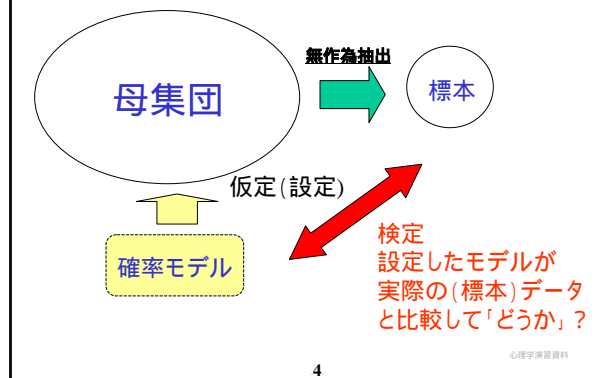 無作為抽出
母集団
標本
仮定(設定)
確率モデル
検定
設定したモデルが
実際の(標本)データ
と比較して「どうか」?
心理学演習資料
4